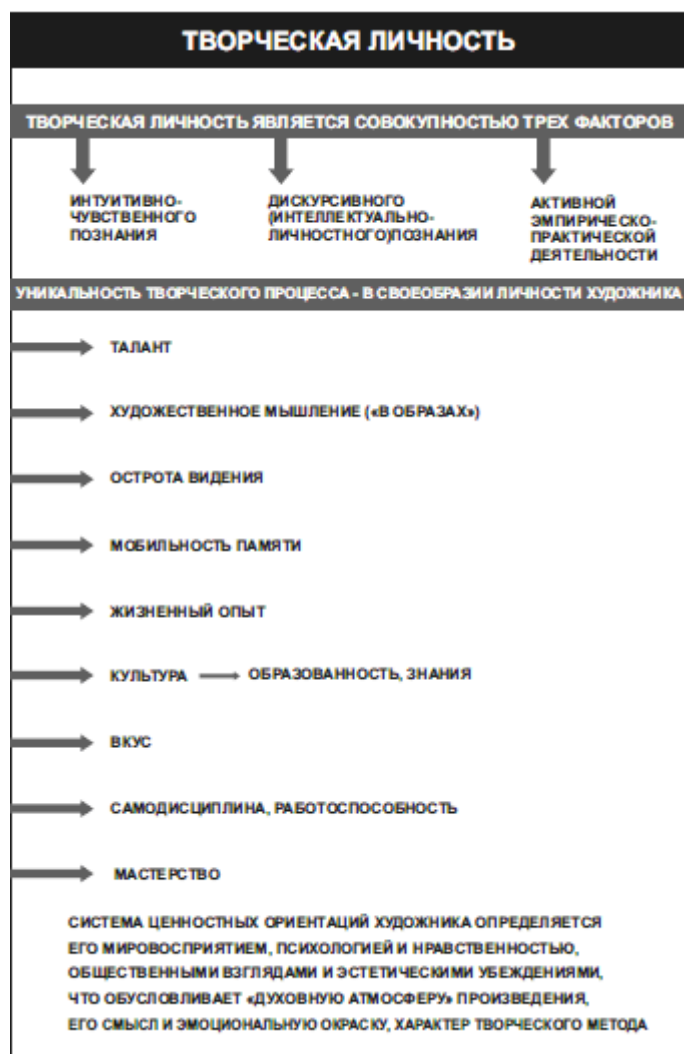 ТВОРЧЕСКАЯ ЛИЧНОСТЬ
ТВОРЧЕСКАЯ ЛИЧНОСТЬ ЯВЛЯЕТСЯ СОВОКУПНОСТЬЮ ТРЕХ ФАКТОРОВ
ИНТУИТИВНО-
ЧУВСТВЕННОГО
ПОЗНАНИЯ
ДИСКУРСИВНОГО
(ИНТЕЛЛЕКТУАЛЬНО-
ЛИЧНОСТНОГО)ПОЗНАНИЯ
АКТИВНОЙ
ЭМПИРИЧЕСКО-
ПРАКТИЧЕСКОЙ
ДЕЯТЕЛЬНОСТИ
УНИКАЛЬНОСТЬ ТВОРЧЕСКОГО ПРОЦЕССА - В СВОЕОБРАЗИИ ЛИЧНОСТИ ХУДОЖНИКА
ТАЛАНТ
ХУДОЖЕСТВЕННОЕ МЫШЛЕНИЕ («В ОБРАЗАХ»)
ОСТРОТА ВИДЕНИЯ
МОБИЛЬНОСТЬ ПАМЯТИ
ЖИЗНЕННЫЙ ОПЫТ
КУЛЬТУРА → ОБРАЗОВАННОСТЬ, ЗНАНИЯ
ВКУС
САМОДИСЦИПЛИНА, РАБОТОСПОСОБНОСТЬ
МАСТЕРСТВО
СИСТЕМА ЦЕННОСТНЫХ ОРИЕНТАЦИЙ ХУДОЖНИКА ОПРЕДЕЛЯЕТСЯ
ЕГО МИРОВОСПРИЯТИЕМ, ПСИХОЛОГИЕЙ И НРАВСТВЕННОСТЬЮ,
ОБЩЕСТВЕННЫМИ ВЗГЛЯДАМИ И ЭСТЕТИЧЕСКИМИ УБЕЖДЕНИЯМИ,
ЧТО ОБУСЛОВЛИВАЕТ «ДУХОВНУЮ АТМОСФЕРУ» ПРОИЗВЕДЕНИЯ,
ЕГО СМЫСЛ И ЭМОЦИОНАЛЬНУЮ ОКРАСКУ, ХАРАКТЕР ТВОРЧЕСКОГО МЕТОДА